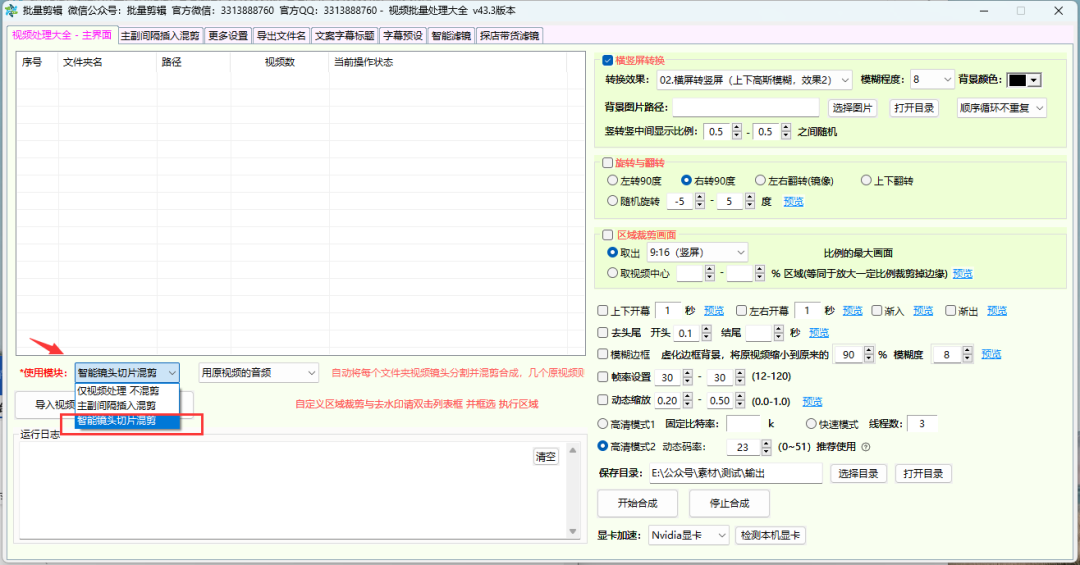 批量剪辑 微信公众号：批量剪辑 官方微信：3313888760 官方QQ：3313888760 - 视频批量处理大全 v43.3版本
视频处理大全 - 主界面 主副间隔插入混剪 更多设置 导出文件名 文案字幕标题 字幕预设 智能滤镜 探店带货滤镜
序号 文件夹名 路径 视频数 当前操作状态
*使用模块： 智能镜头切片混剪 用原视频的音频 自动将每个文件夹视频镜头分割并混剪合成，几个原视频则
仅视频处理 不混剪
主副间隔插入混剪
智能镜头切片混剪
导入视频 自定义区域裁剪与去水印请双击列表框 并框选 执行区域
运行日志
清空
横竖屏转换
转换效果： 02.横屏转竖屏（上下高斯模糊，效果2） 模糊程度： 8 背景颜色：
背景图片路径： 选择图片 打开目录 顺序循环不重复
竖转竖中间显示比例： 0.5 - 0.5 之间随机
旋转与翻转
左转90度 右转90度 左右翻转(镜像) 上下翻转
随机旋转 -5 - 5 度 预览
区域裁剪画面
取出 9:16（竖屏） 比例的最大画面
取视频中心 - % 区域(等同于放大一定比例裁剪掉边缘) 预览
上下开幕 1 秒 预览 左右开幕 1 秒 预览 渐入 预览 渐出 预览
去头尾 开头 0.1 结尾 秒 预览
模糊边框 虚化边框背景，将原视频缩小到原来的 90 % 模糊度 8 预览
帧率设置 30 - 30 (12-120)
动态缩放 0.20 - 0.50 (0.0-1.0) 预览
高清模式1 固定比特率： k 快速模式 线程数： 3
高清模式2 动态码率： 23 (0~51) 推荐使用
保存目录： E:\公众号\素材\测试\输出 选择目录 打开目录
开始合成 停止合成
显卡加速： Nvidia显卡 检测本机显卡